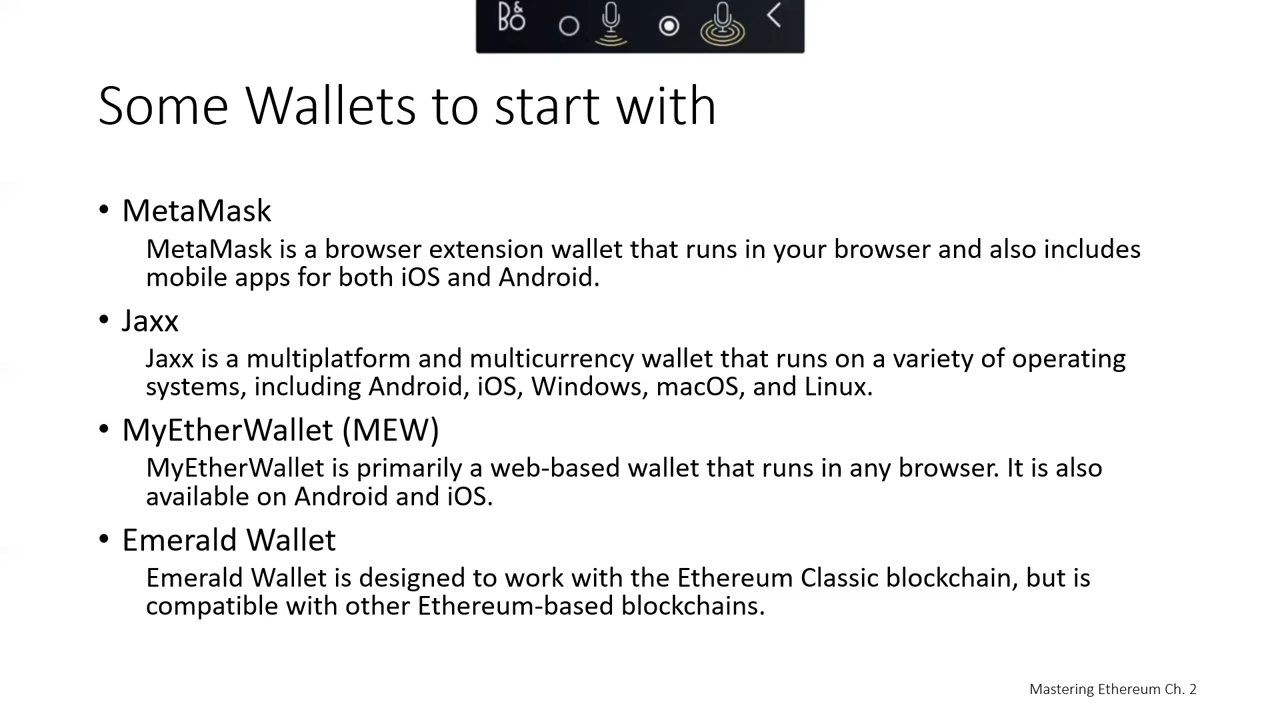 B&O
Some Wallets to start with
• MetaMask
MetaMask is a browser extension wallet that runs in your browser and also includes
mobile apps for both iOS and Android.
• Jaxx
Jaxx is a multiplatform and multicurrency wallet that runs on a variety of operating
systems, including Android, iOS, Windows, macOS, and Linux.
• MyEtherWallet (MEW)
MyEtherWallet is primarily a web-based wallet that runs in any browser. It is also
available on Android and iOS.
• Emerald Wallet
Emerald Wallet is designed to work with the Ethereum Classic blockchain, but is
compatible with other Ethereum-based blockchains.
Mastering Ethereum Ch. 2